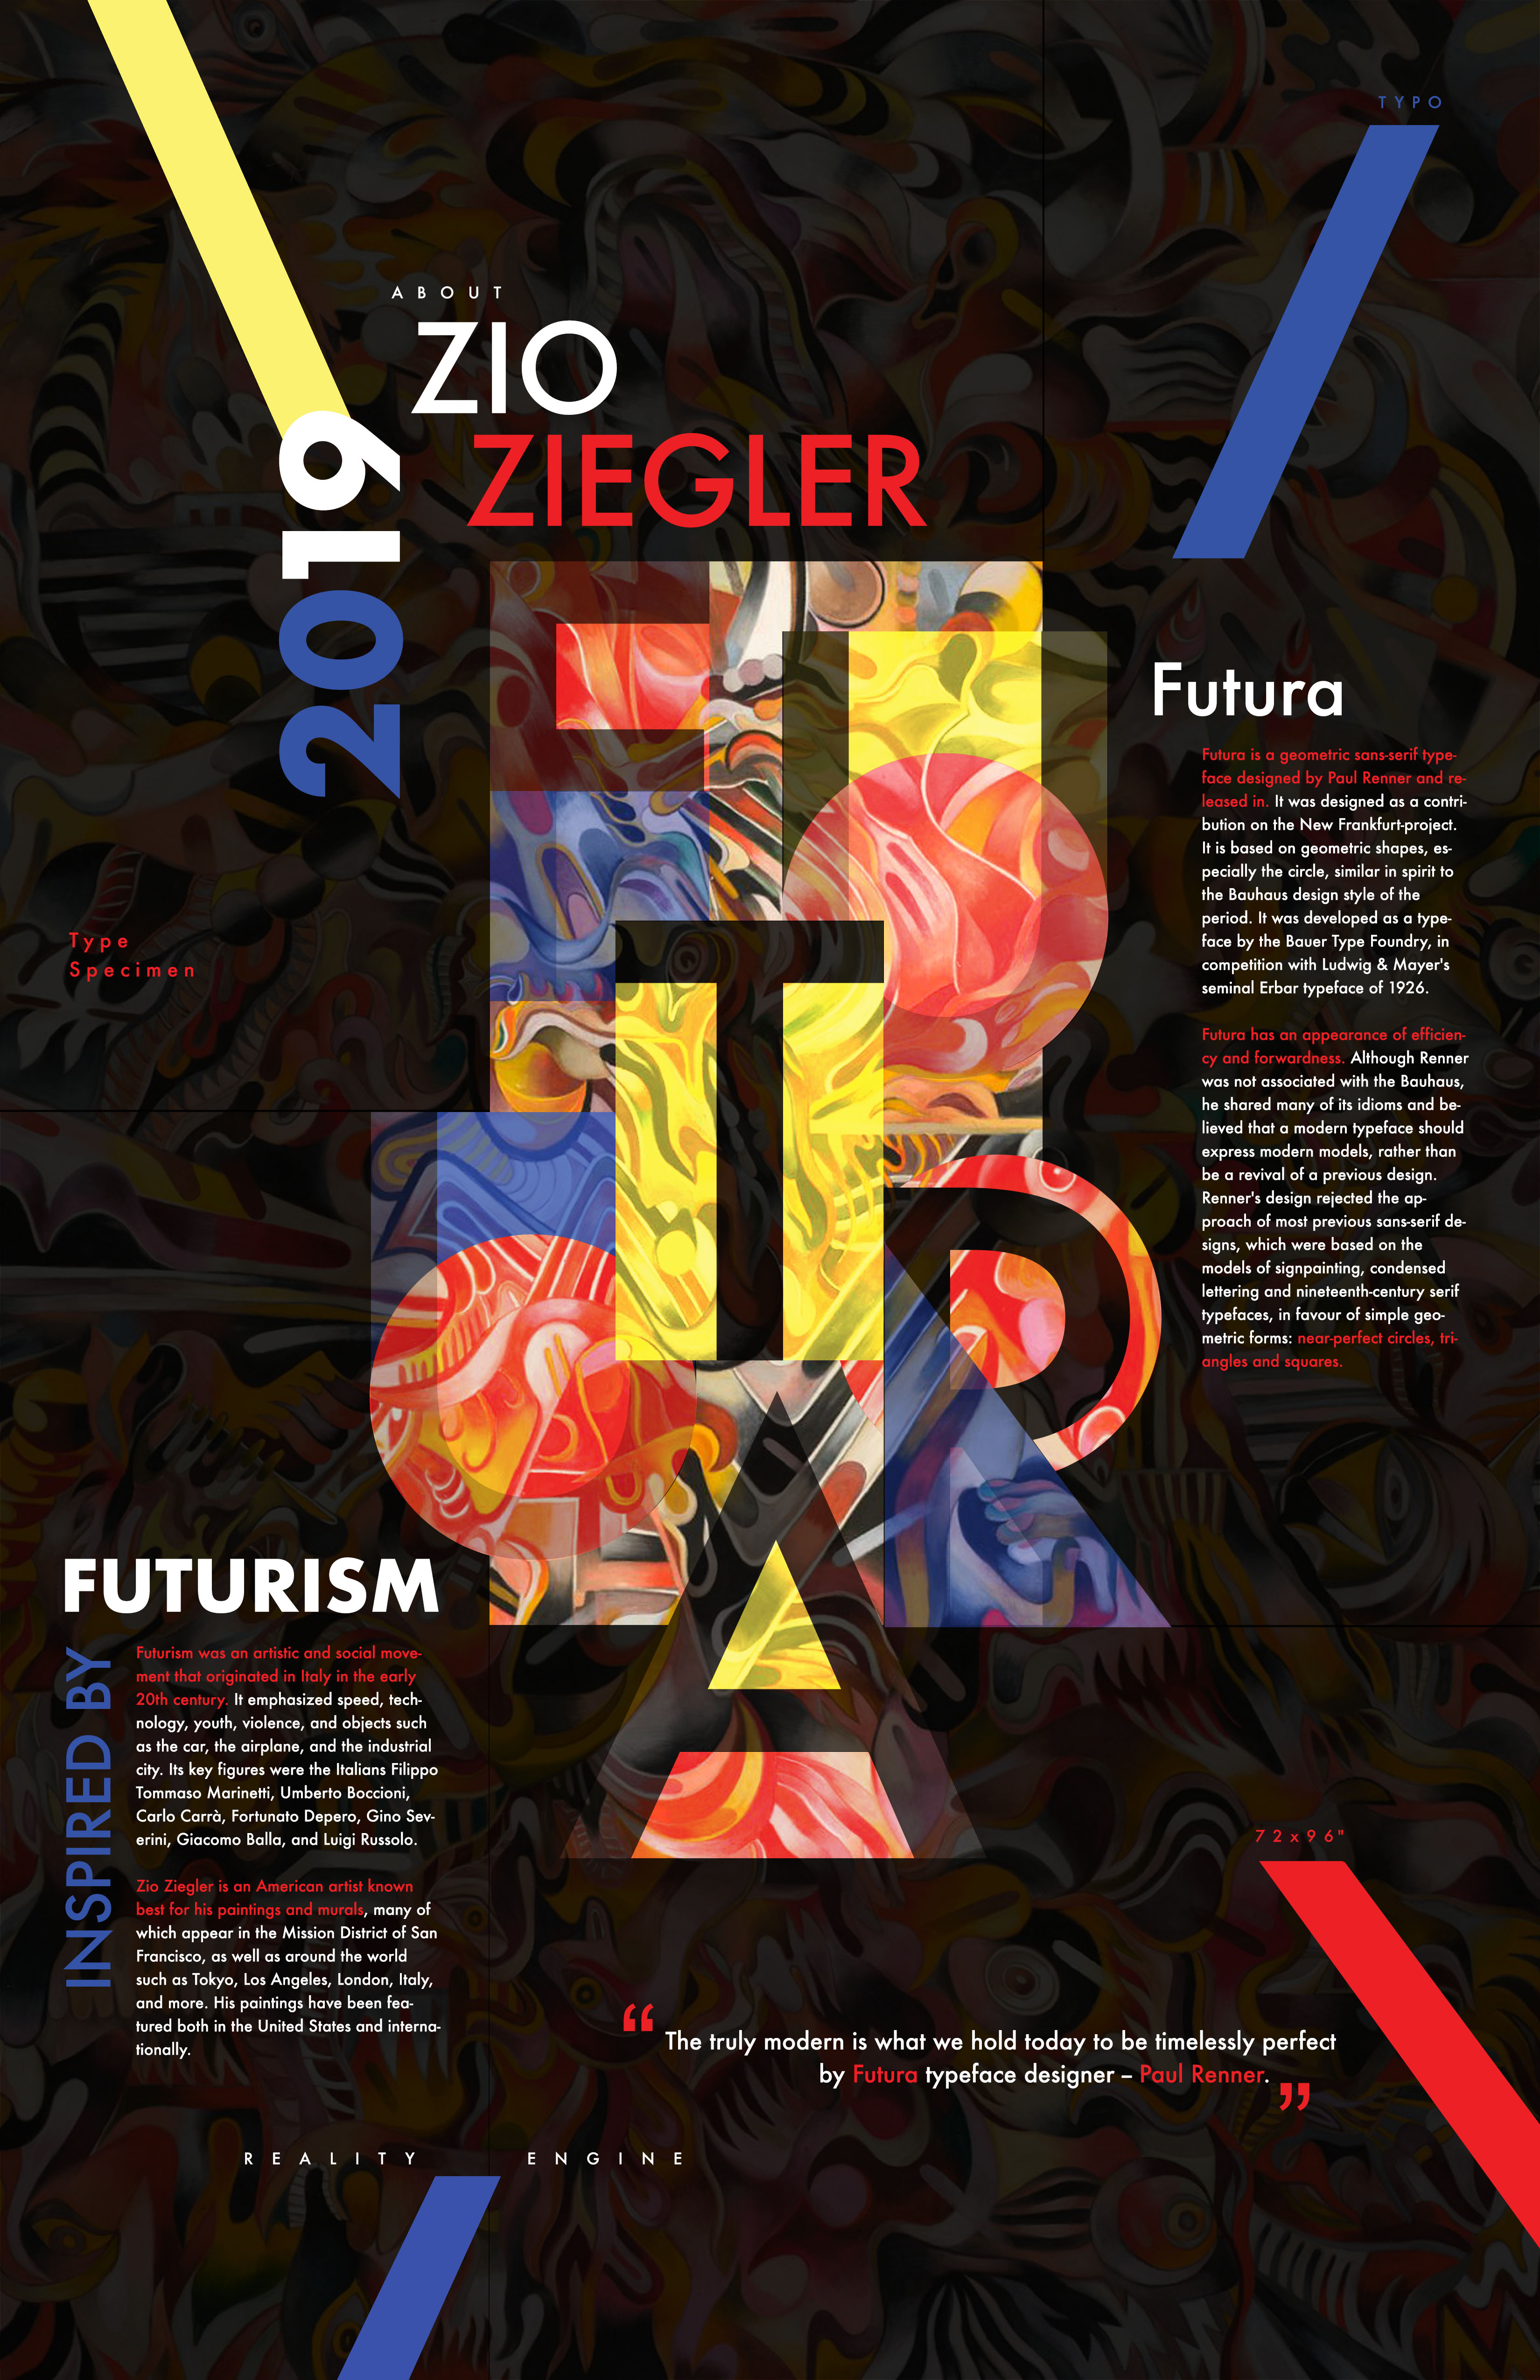 TYPO
ABOUT
ZIO
ZIEGLER
2019
Type
Specimen
FUTURA
Futura
Futura is a geometric sans-serif type-
face designed by Paul Renner and re-
leased in. It was designed as a contri-
bution on the New Frankfurt-project.
It is based on geometric shapes, es-
pecially the circle, similar in spirit to
the Bauhaus design style of the
period. It was developed as a type-
face by the Bauer Type Foundry, in
competition with Ludwig & Mayer's
seminal Erbar typeface of 1926.
Futura has an appearance of efficien-
cy and forwardness. Although Renner
was not associated with the Bauhaus,
he shared many of its idioms and be-
lieved that a modern typeface should
express modern models, rather than
be a revival of a previous design.
Renner's design rejected the ap-
proach of most previous sans-serif de-
signs, which were based on the
models of signpainting, condensed
lettering and nineteenth-century serif
typefaces, in favour of simple geo-
metric forms: near-perfect circles, tri-
angles and squares.
FUTURISM
INSPIRED BY
Futurism was an artistic and social move-
ment that originated in Italy in the early
20th century. It emphasized speed, tech-
nology, youth, violence, and objects such
as the car, the airplane, and the industrial
city. Its key figures were the Italians Filippo
Tommaso Marinetti, Umberto Boccioni,
Carlo Carrà, Fortunato Depero, Gino Sev-
erini, Giacomo Balla, and Luigi Russolo.
Zio Ziegler is an American artist known
best for his paintings and murals, many of
which appear in the Mission District of San
Francisco, as well as around the world
such as Tokyo, Los Angeles, London, Italy,
and more. His paintings have been fea-
tured both in the United States and interna-
tionally.
72x96"
“ The truly modern is what we hold today to be timelessly perfect
by Futura typeface designer – Paul Renner. ”
REALITY ENGINE